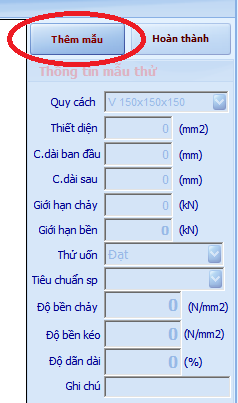 Thêm mẫu Hoàn thành
Thông tin mẫu thử
Quy cách V 150x150x150
Thiết diện 0 (mm2)
C.dài ban đầu 0 (mm)
C.dài sau 0 (mm)
Giới hạn chảy 0 (kN)
Giới hạn bền 0 (kN)
Thử uốn Đạt
Tiêu chuẩn sp
Độ bền chảy 0 (N/mm2)
Độ bền kéo 0 (N/mm2)
Độ dãn dài 0 (%)
Ghi chú